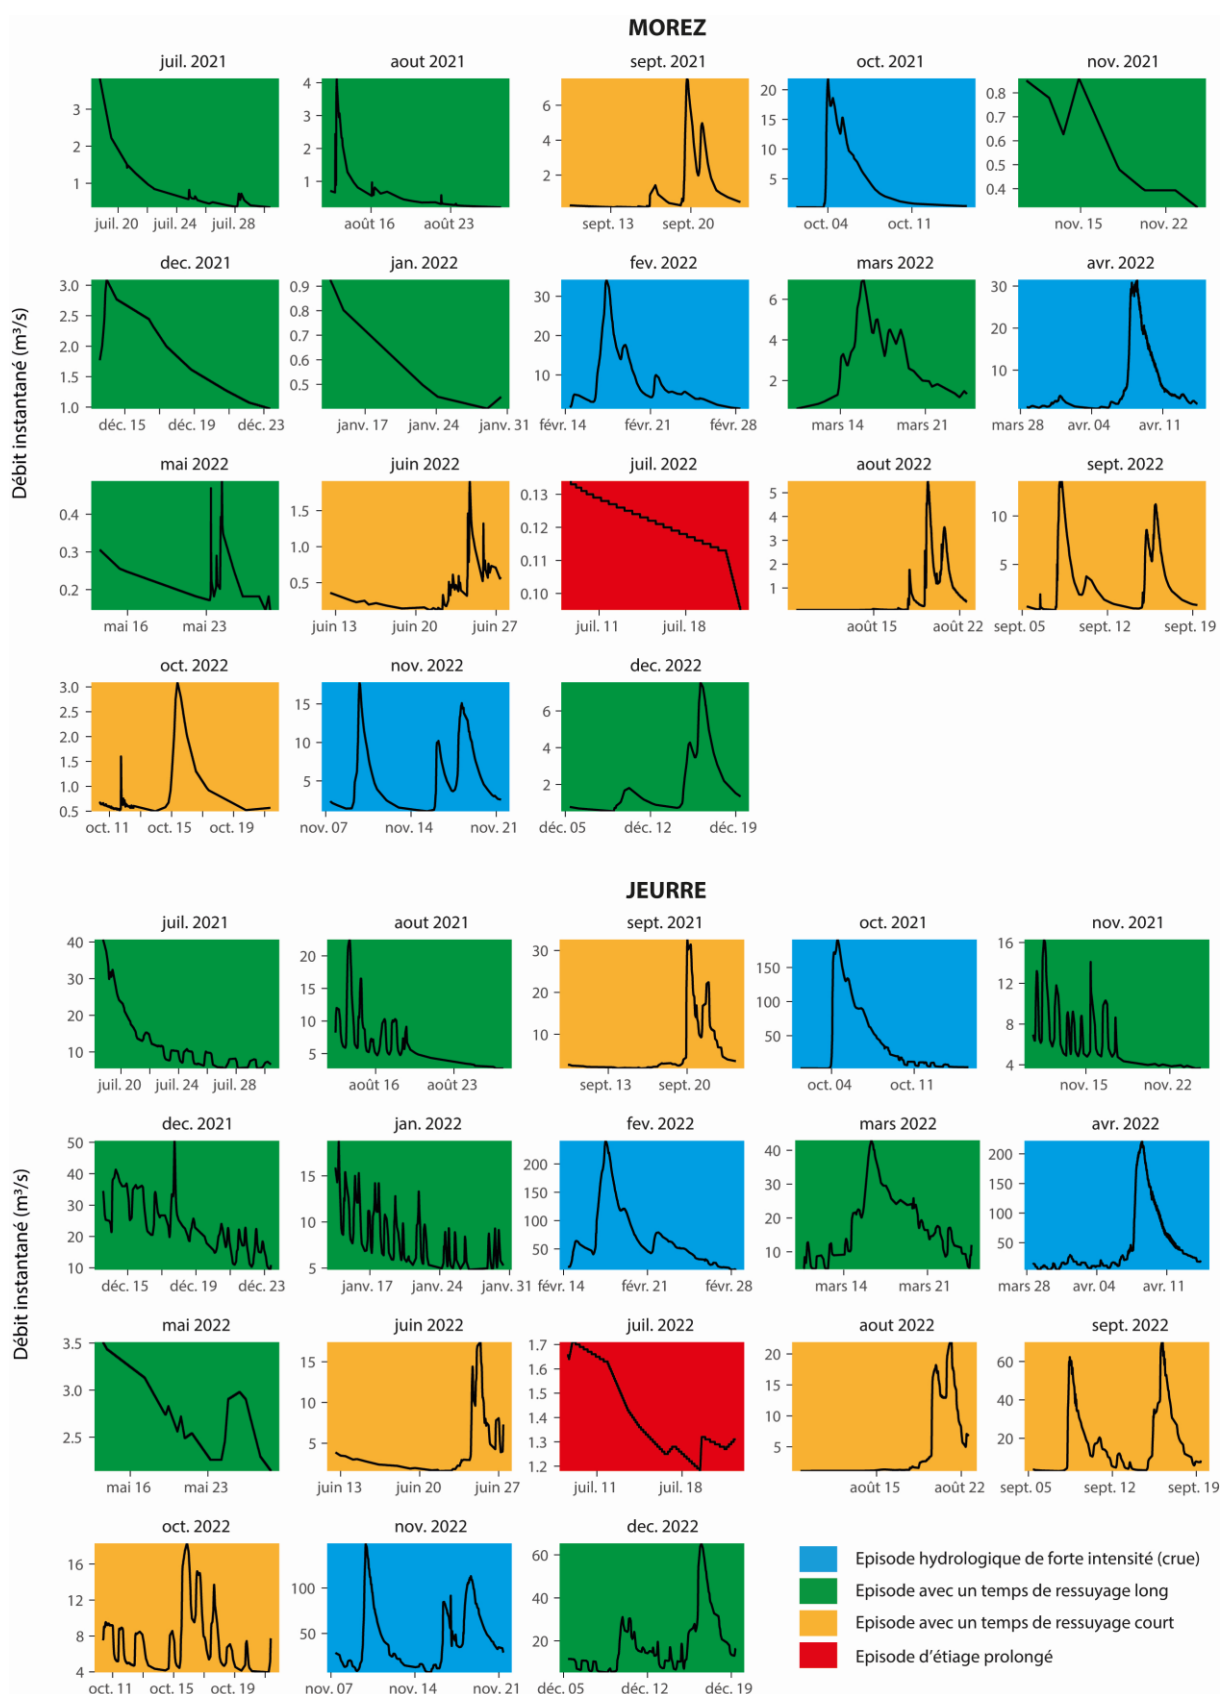 MOREZ
juil. 2021
aout 2021
sept. 2021
oct. 2021
nov. 2021
3
2
1
juil. 20
juil. 24
juil. 28
4
3
2
1
août 16
août 23
6
4
2
sept. 13
sept. 20
20
15
10
5
oct. 04
oct. 11
0.8
0.7
0.6
0.5
0.4
nov. 15
nov. 22
Débit instantané (m³/s)
dec. 2021
jan. 2022
fev. 2022
mars 2022
avr. 2022
3.0
2.5
2.0
1.5
1.0
déc. 15
déc. 19
déc. 23
0.9
0.8
0.7
0.6
0.5
janv. 17
janv. 24
janv. 31
30
20
10
févr. 14
févr. 21
févr. 28
6
4
2
mars 14
mars 21
30
20
10
mars 28
avr. 04
avr. 11
mai 2022
juin 2022
juil. 2022
aout 2022
sept. 2022
0.4
0.3
0.2
mai 16
mai 23
1.5
1.0
0.5
juin 13
juin 20
juin 27
0.13
0.12
0.11
0.10
juil. 11
juil. 18
5
4
3
2
1
août 15
août 22
10
5
sept. 05
sept. 12
sept. 19
oct. 2022
nov. 2022
dec. 2022
3.0
2.5
2.0
1.5
1.0
0.5
oct. 11
oct. 15
oct. 19
15
10
5
nov. 07
nov. 14
nov. 21
6
4
2
déc. 05
déc. 12
déc. 19
JEURRE
juil. 2021
aout 2021
sept. 2021
oct. 2021
nov. 2021
40
30
20
10
juil. 20
juil. 24
juil. 28
20
15
10
5
août 16
août 23
30
20
10
sept. 13
sept. 20
150
100
50
oct. 04
oct. 11
16
12
8
4
nov. 15
nov. 22
Débit instantané (m³/s)
dec. 2021
jan. 2022
fev. 2022
mars 2022
avr. 2022
50
40
30
20
10
déc. 15
déc. 19
déc. 23
15
10
5
janv. 17
janv. 24
janv. 31
200
150
100
50
févr. 14
févr. 21
févr. 28
40
30
20
10
mars 14
mars 21
200
150
100
50
mars 28
avr. 04
avr. 11
mai 2022
juin 2022
juil. 2022
aout 2022
sept. 2022
3.5
3.0
2.5
mai 16
mai 23
15
10
5
juin 13
juin 20
juin 27
1.7
1.6
1.5
1.4
1.3
1.2
juil. 11
juil. 18
20
15
10
5
août 15
août 22
60
40
20
sept. 05
sept. 12
sept. 19
oct. 2022
nov. 2022
dec. 2022
16
12
8
4
oct. 11
oct. 15
oct. 19
100
50
nov. 07
nov. 14
nov. 21
60
40
20
déc. 05
déc. 12
déc. 19
Episode hydrologique de forte intensité (crue)
Episode avec un temps de ressuyage long
Episode avec un temps de ressuyage court
Episode d'étiage prolongé